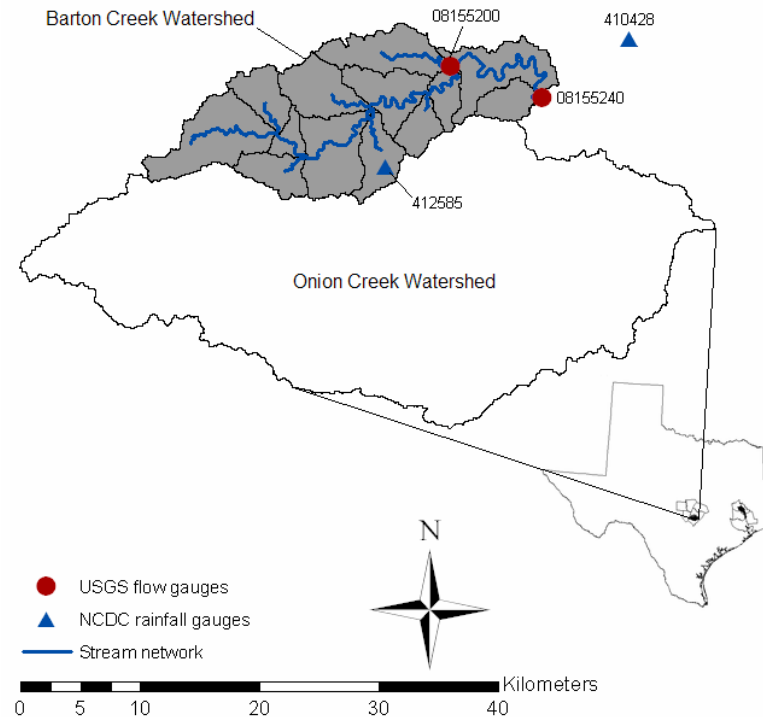 Barton Creek Watershed
08155200
410428
08155240
412585
Onion Creek Watershed
N
USGS flow gauges
NCDC rainfall gauges
Stream network
Kilometers
0 5 10 20 30 40